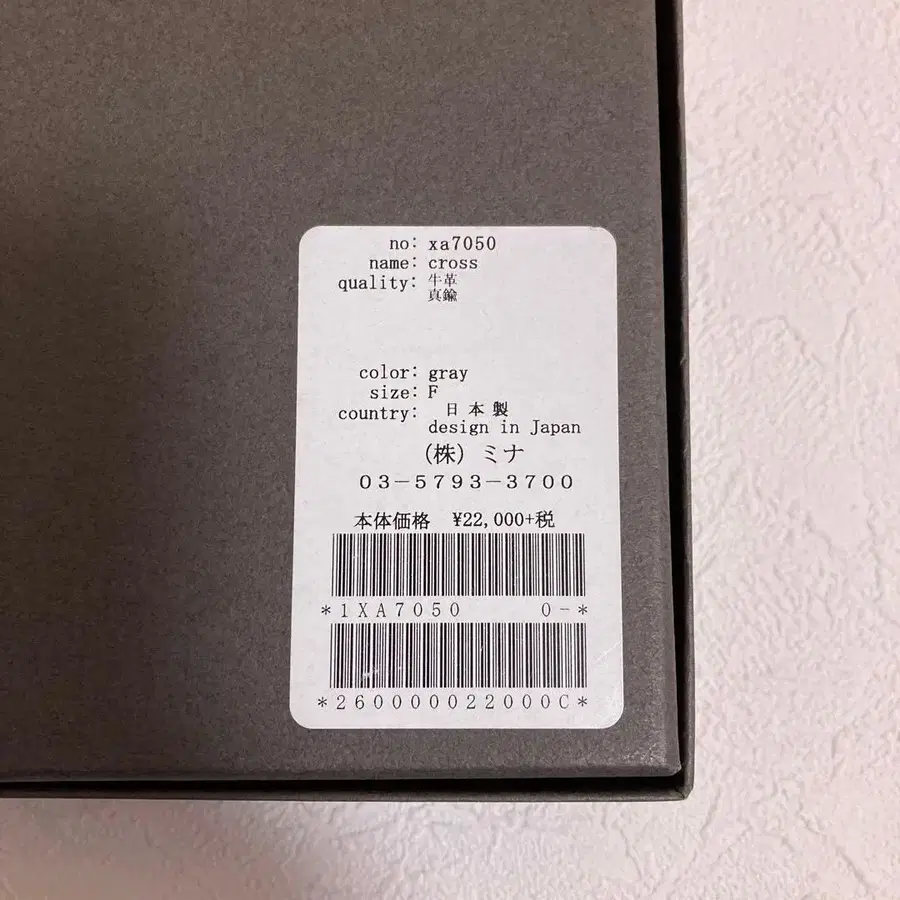 no: xa7050
name: cross
quality: 牛革
真鍮
color: gray
size: F
country: 日本製
design in Japan
(株) ミナ
03-5793-3700
本体価格 ¥22,000+税
*1XA7050 0-*
*260000022000C*